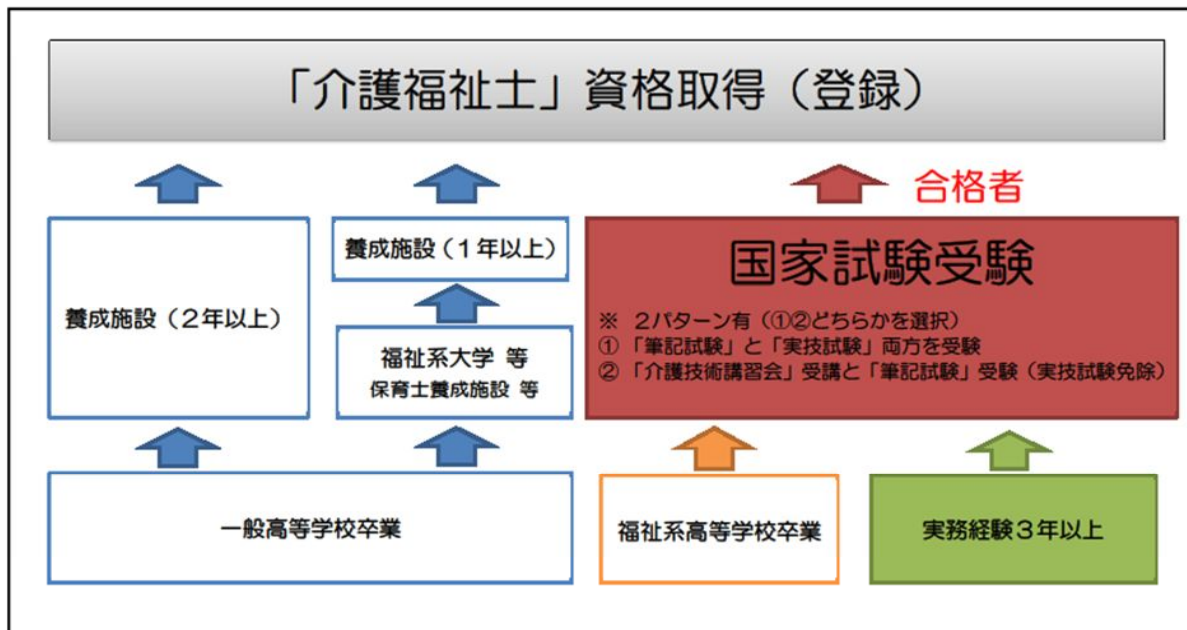 「介護福祉士」資格取得（登録）
合格者
養成施設（２年以上）
養成施設（１年以上）
福祉系大学 等
保育士養成施設 等
国家試験受験
※ ２パターン有（①②どちらかを選択）
① 「筆記試験」と「実技試験」両方を受験
② 「介護技術講習会」受講と「筆記試験」受験（実技試験免除）
一般高等学校卒業
福祉系高等学校卒業
実務経験３年以上